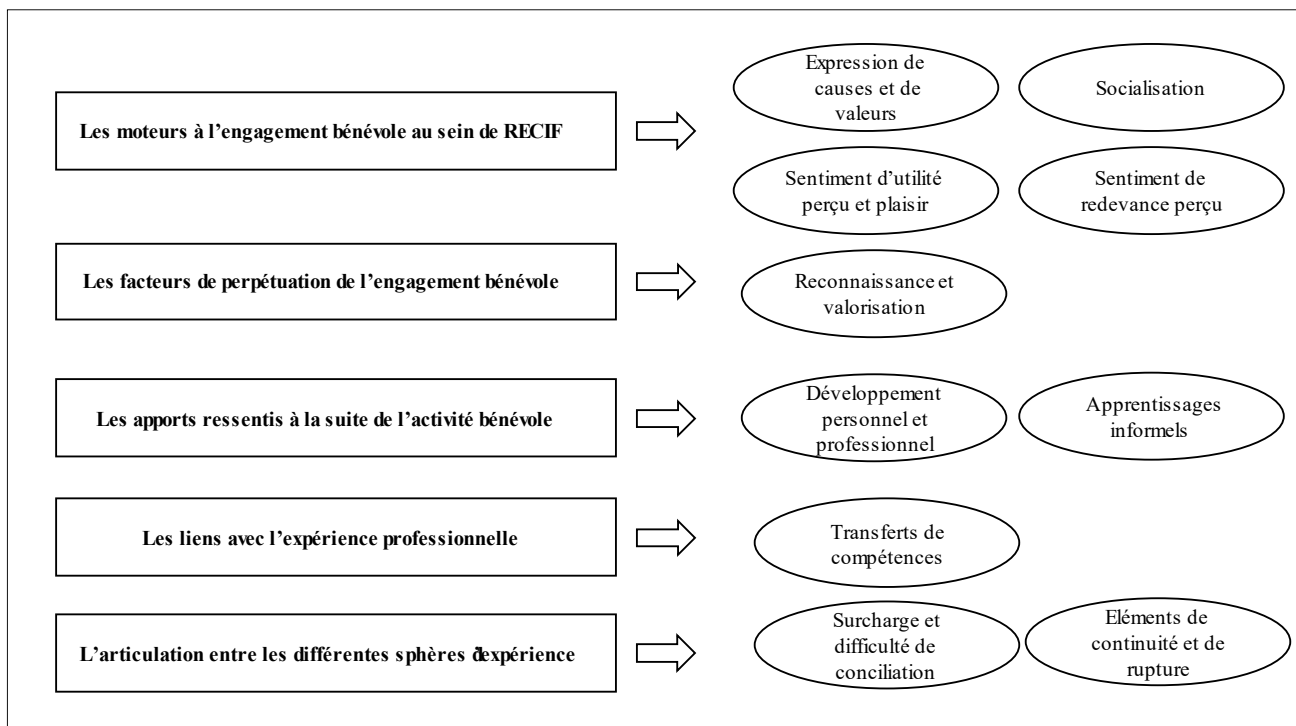 Les moteurs à l'engagement bénévole au sein de RECIF
Expression de
causes et de
valeurs
Socialisation
Sentiment d'utilité
perçu et plaisir
Sentiment de
redevance perçu
Les facteurs de perpétuation de l'engagement bénévole
Reconnaissance et
valorisation
Les apports ressentis à la suite de l'activité bénévole
Développement
personnel et
professionnel
Apprentissages
informels
Les liens avec l'expérience professionnelle
Transferts de
compétences
L'articulation entre les différentes sphères d'expérience
Surcharge et
difficulté de
conciliation
Eléments de
continuité et de
rupture